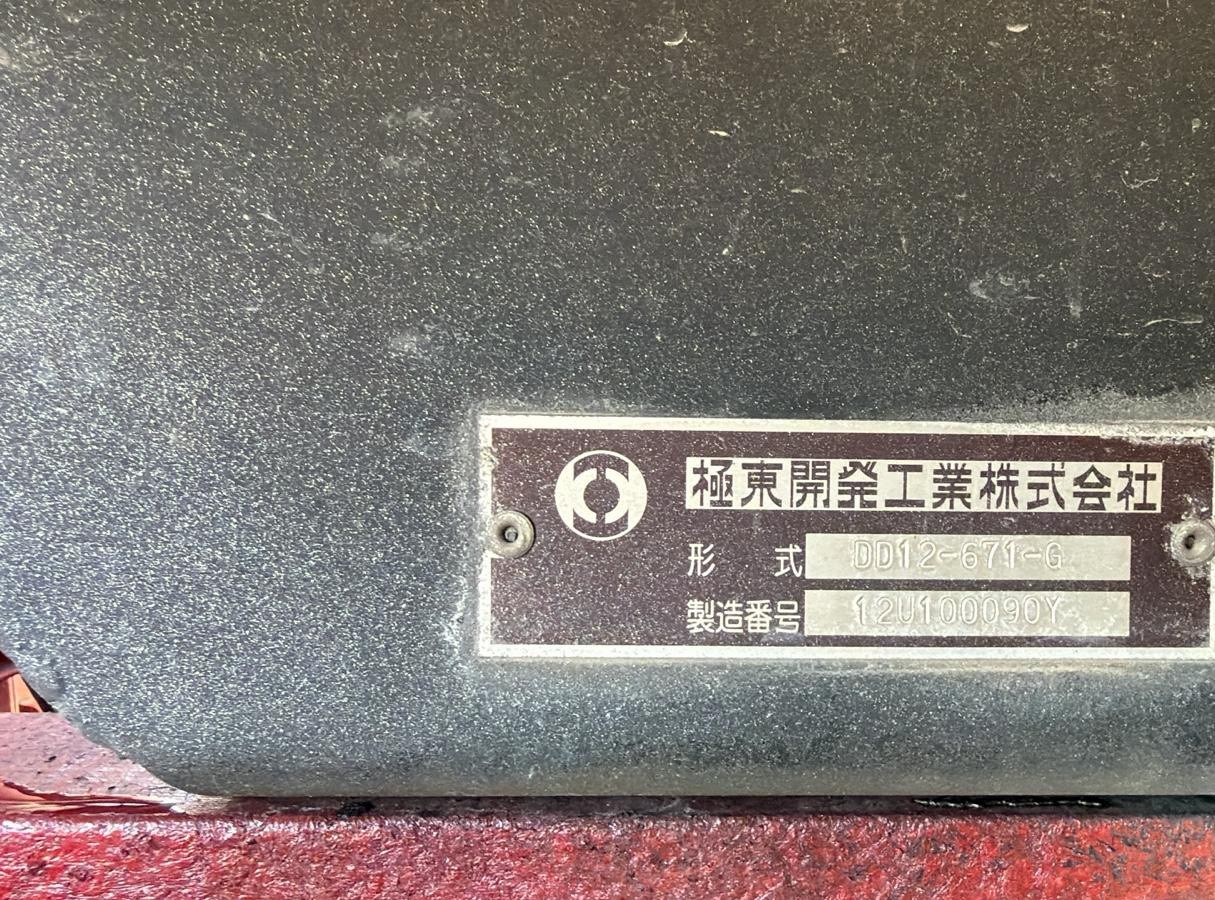 極東開発工業株式会社
形 式 DD12-671-G
製造番号 12U100090Y